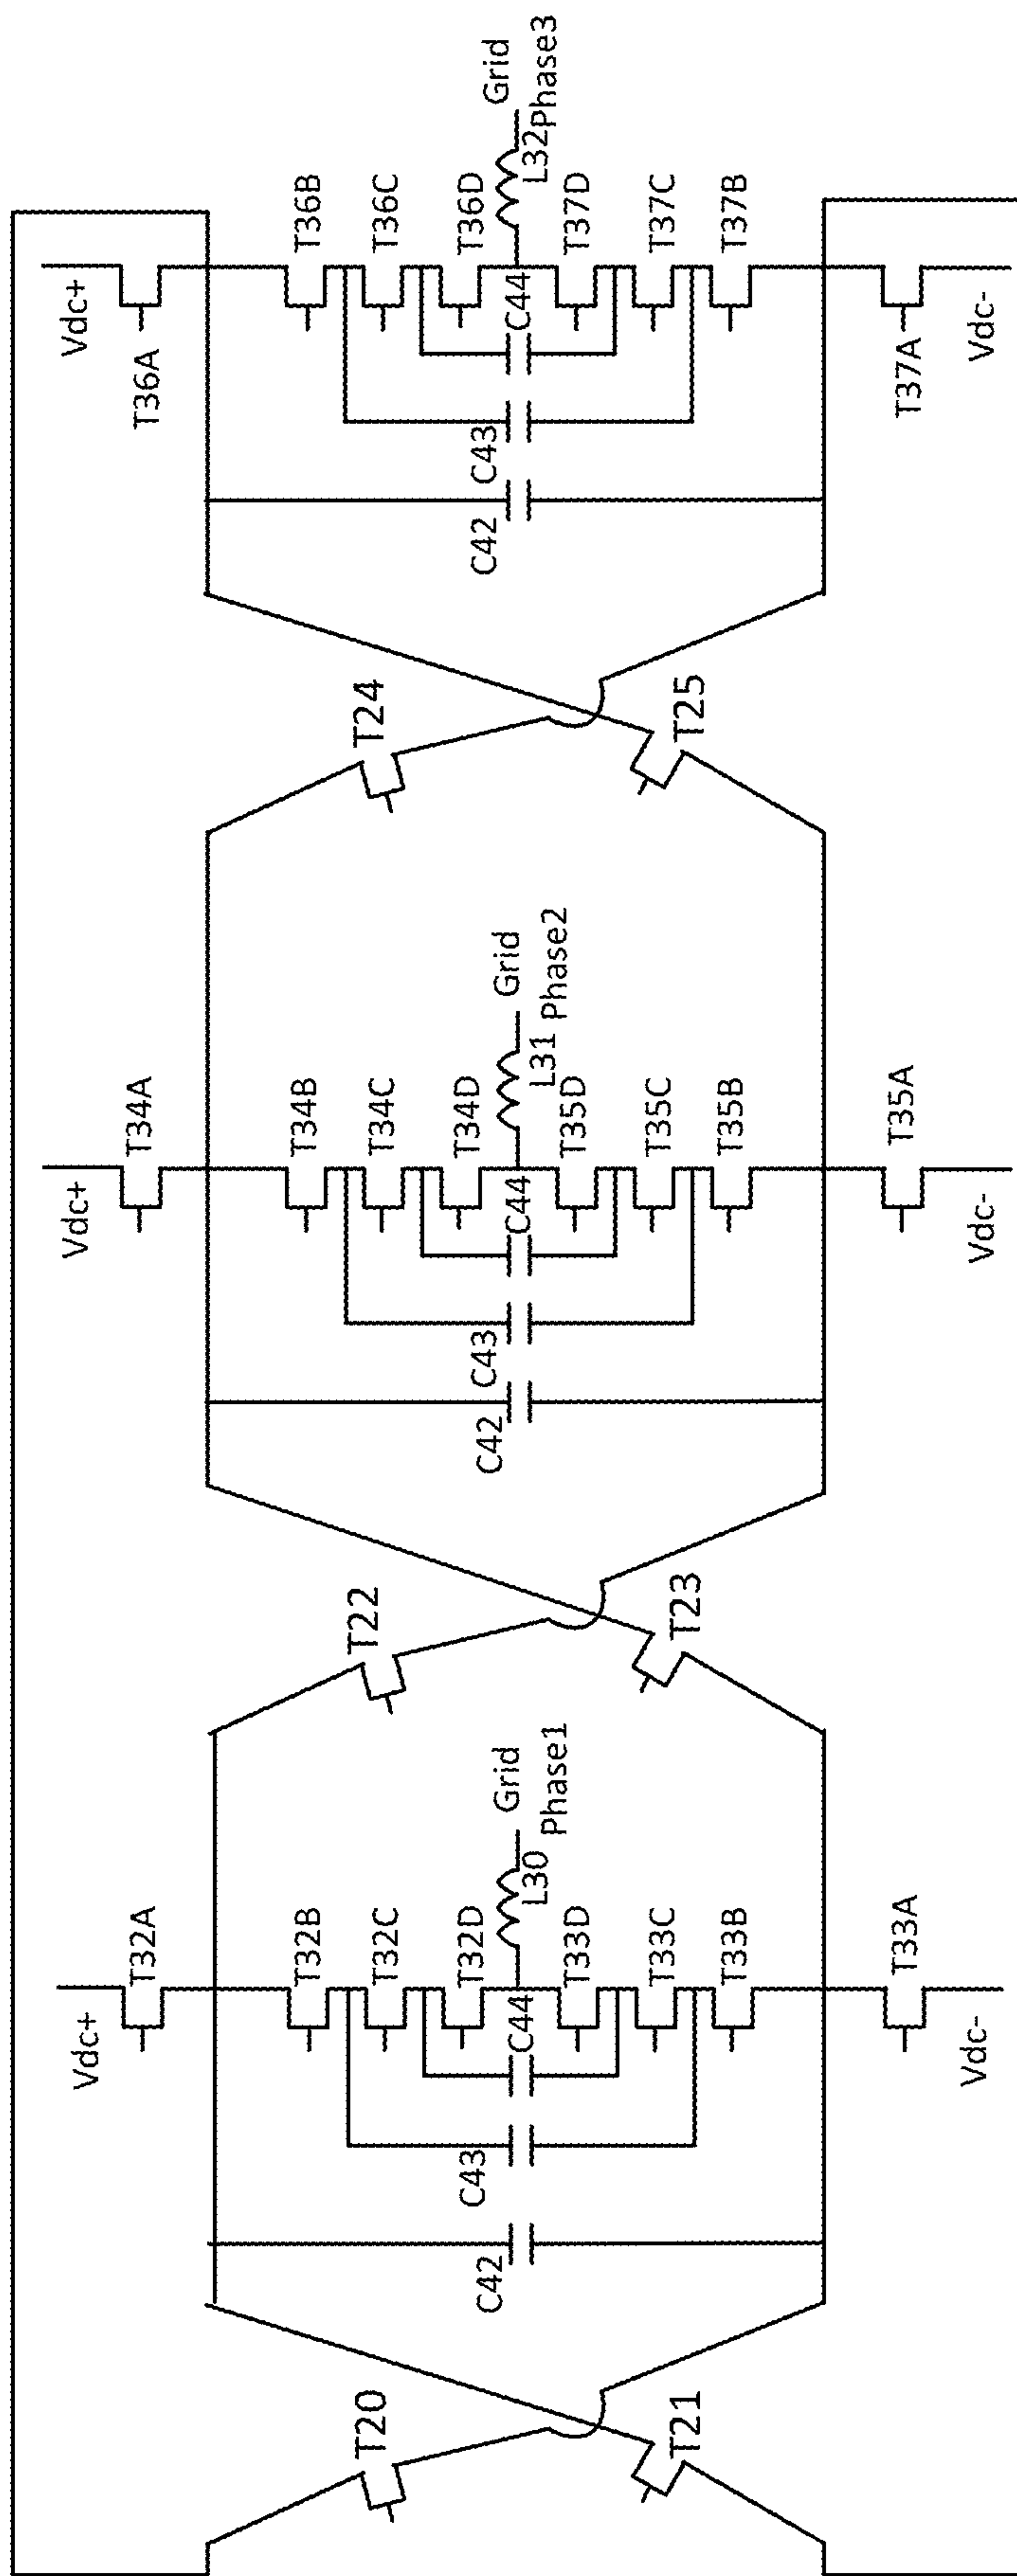 Vdc+
T36A
T36B
T36C
T36D
Grid
Phase3
L32
T37D
T37C
T37B
T37A
Vdc-
C44
C43
C42
T24
T25
Vdc+
T34A
T34B
T34C
T34D
Grid
Phase2
L31
T35D
T35C
T35B
T35A
Vdc-
C44
C43
C42
T22
T23
Vdc+
T32A
T32B
T32C
T32D
Grid
Phase1
L30
T33D
T33C
T33B
T33A
Vdc-
C44
C43
C42
T20
T21